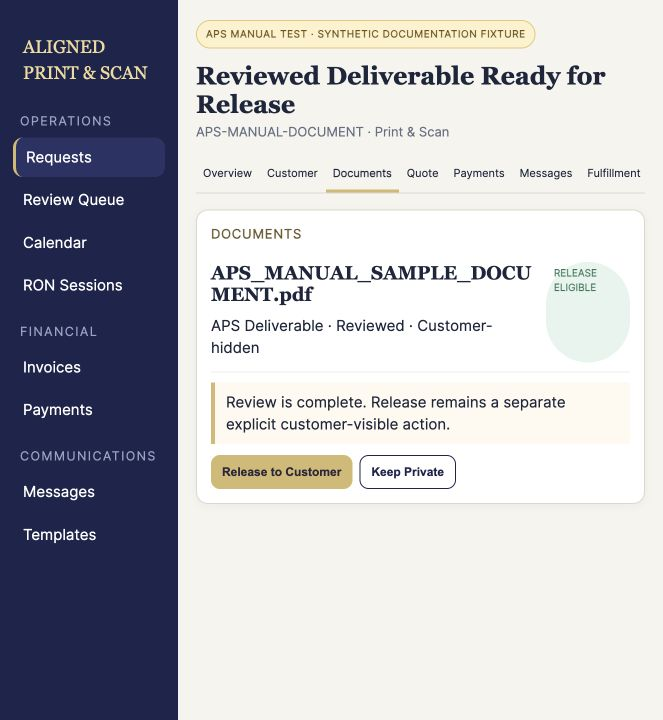 ALIGNED
PRINT & SCAN
OPERATIONS
Requests
Review Queue
Calendar
RON Sessions
FINANCIAL
Invoices
Payments
COMMUNICATIONS
Messages
Templates
APS MANUAL TEST · SYNTHETIC DOCUMENTATION FIXTURE
Reviewed Deliverable Ready for
Release
APS-MANUAL-DOCUMENT · Print & Scan
Overview Customer Documents Quote Payments Messages Fulfillment
DOCUMENTS
APS_MANUAL_SAMPLE_DOCU
MENT.pdf
APS Deliverable · Reviewed · Customer-
hidden
RELEASE
ELIGIBLE
Review is complete. Release remains a separate
explicit customer-visible action.
Release to Customer Keep Private